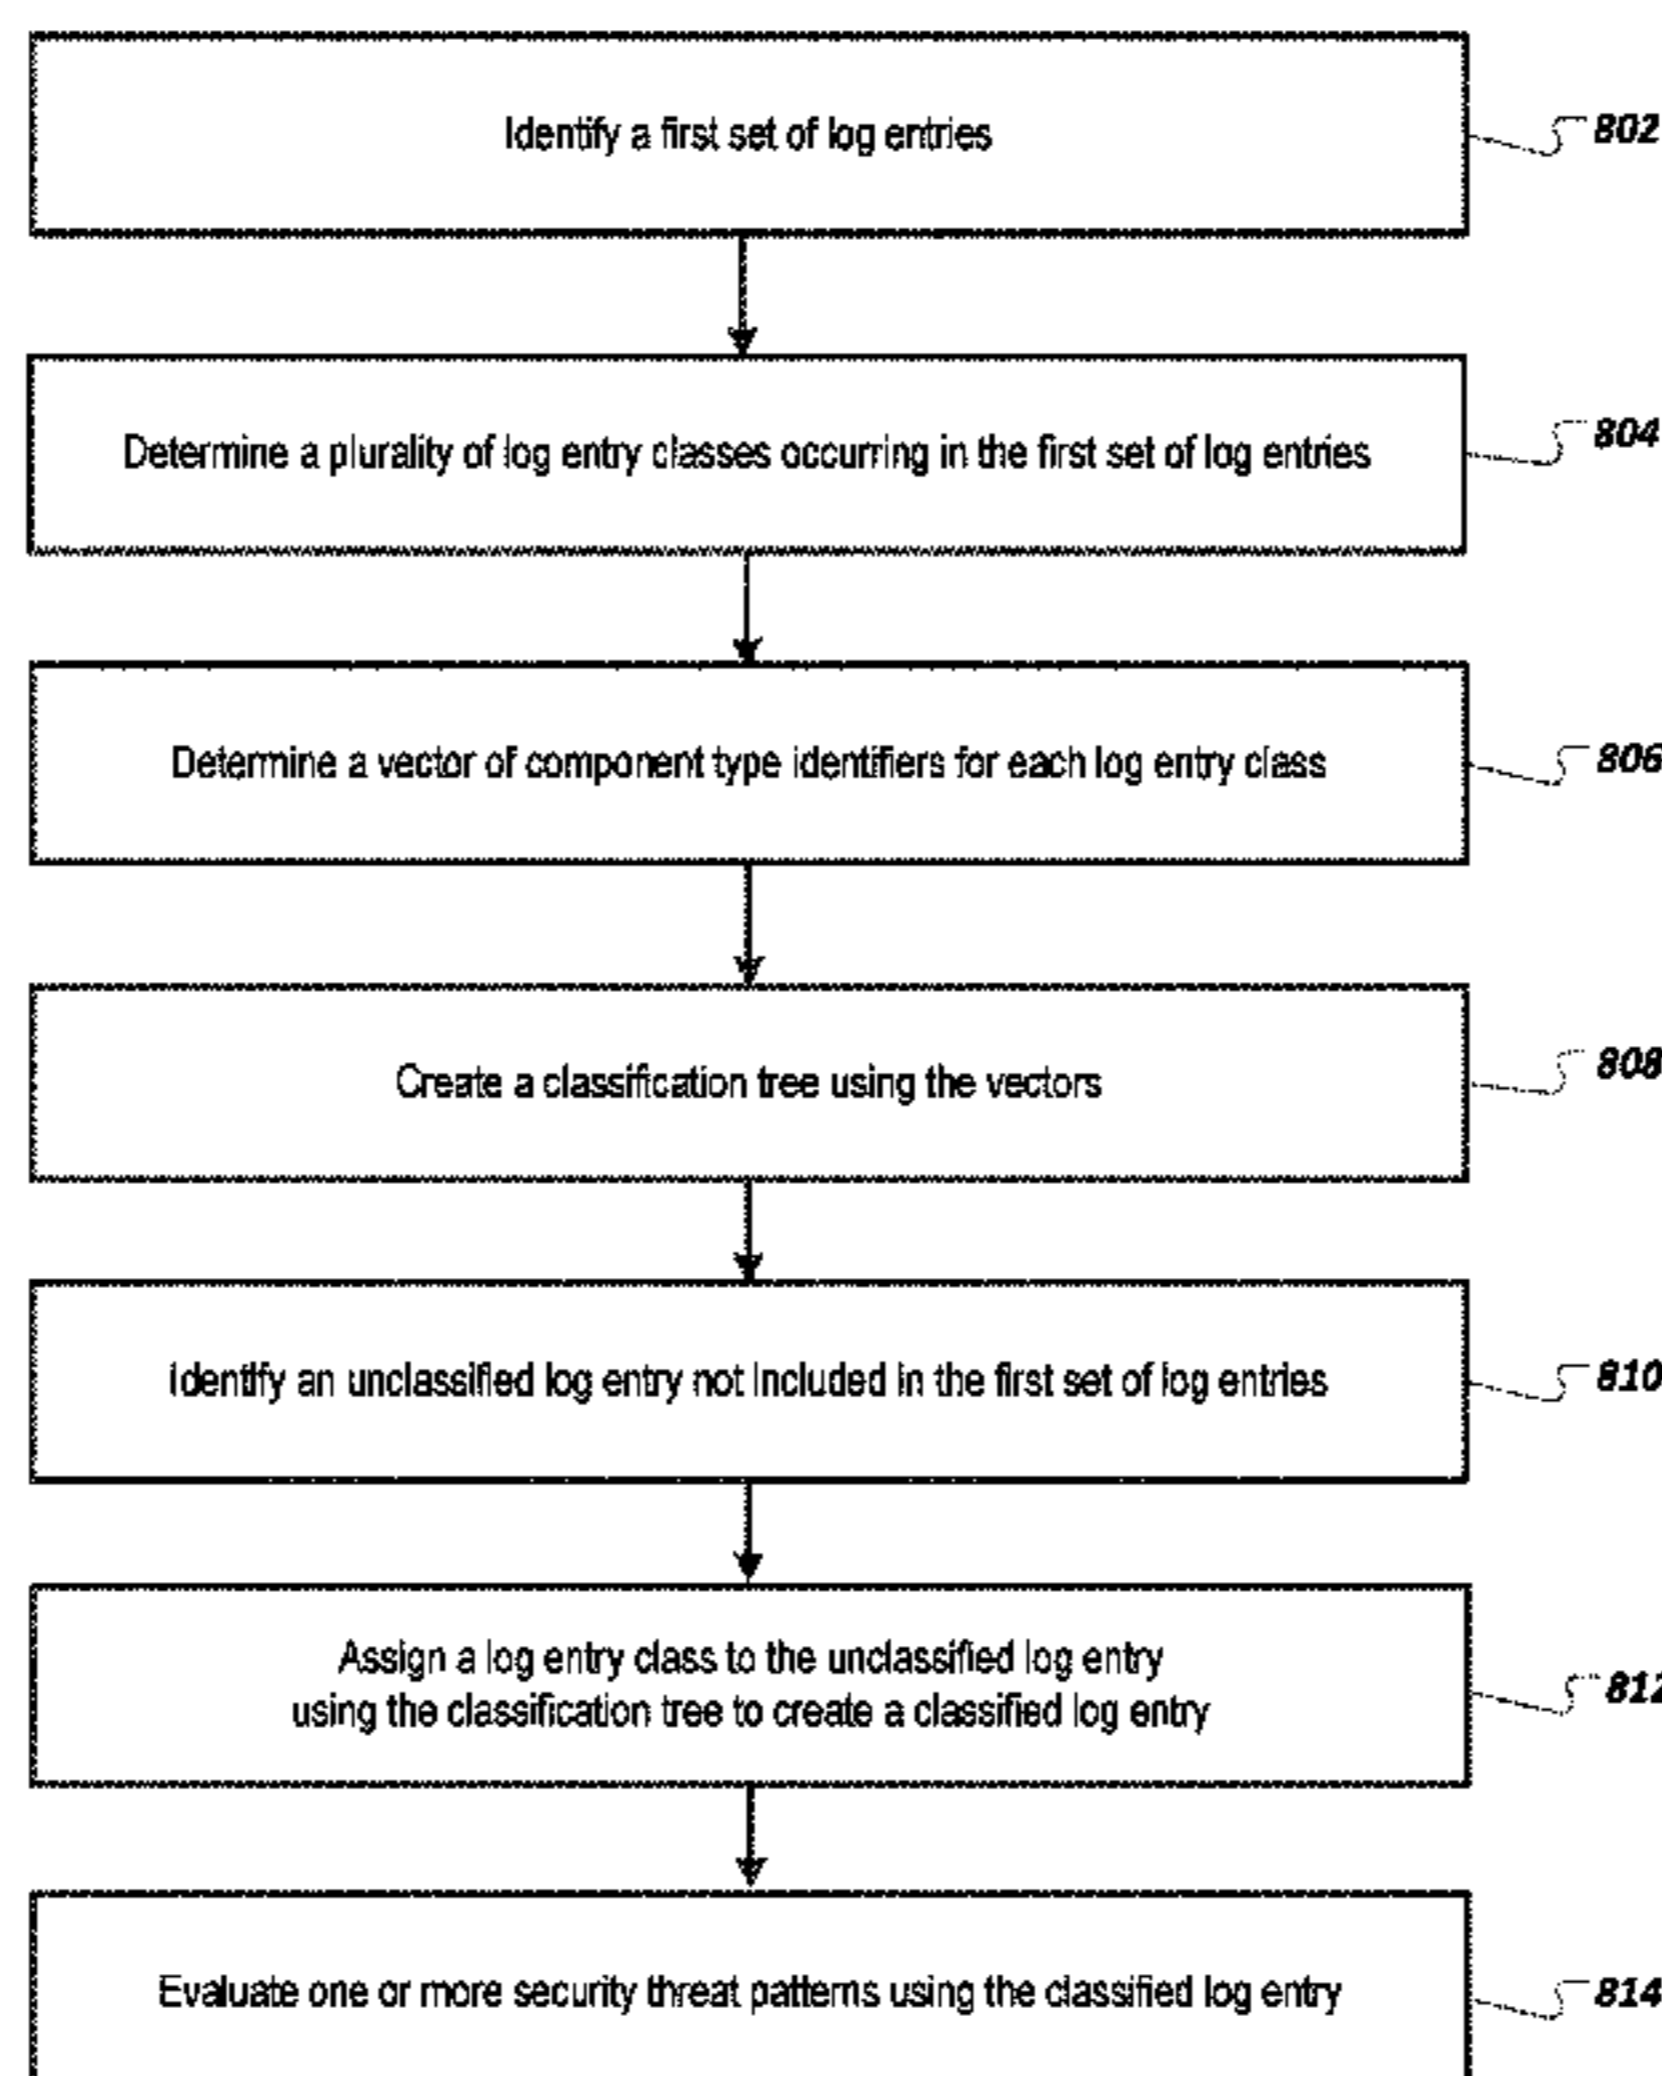 Identify a first set of log entries
802
Determine a plurality of log entry classes occurring in the first set of log entries
804
Determine a vector of component type identifiers for each log entry class
806
Create a classification tree using the vectors
808
Identify an unclassified log entry not included in the first set of log entries
810
Assign a log entry class to the unclassified log entry
using the classification tree to create a classified log entry
812
Evaluate one or more security threat patterns using the classified log entry
814